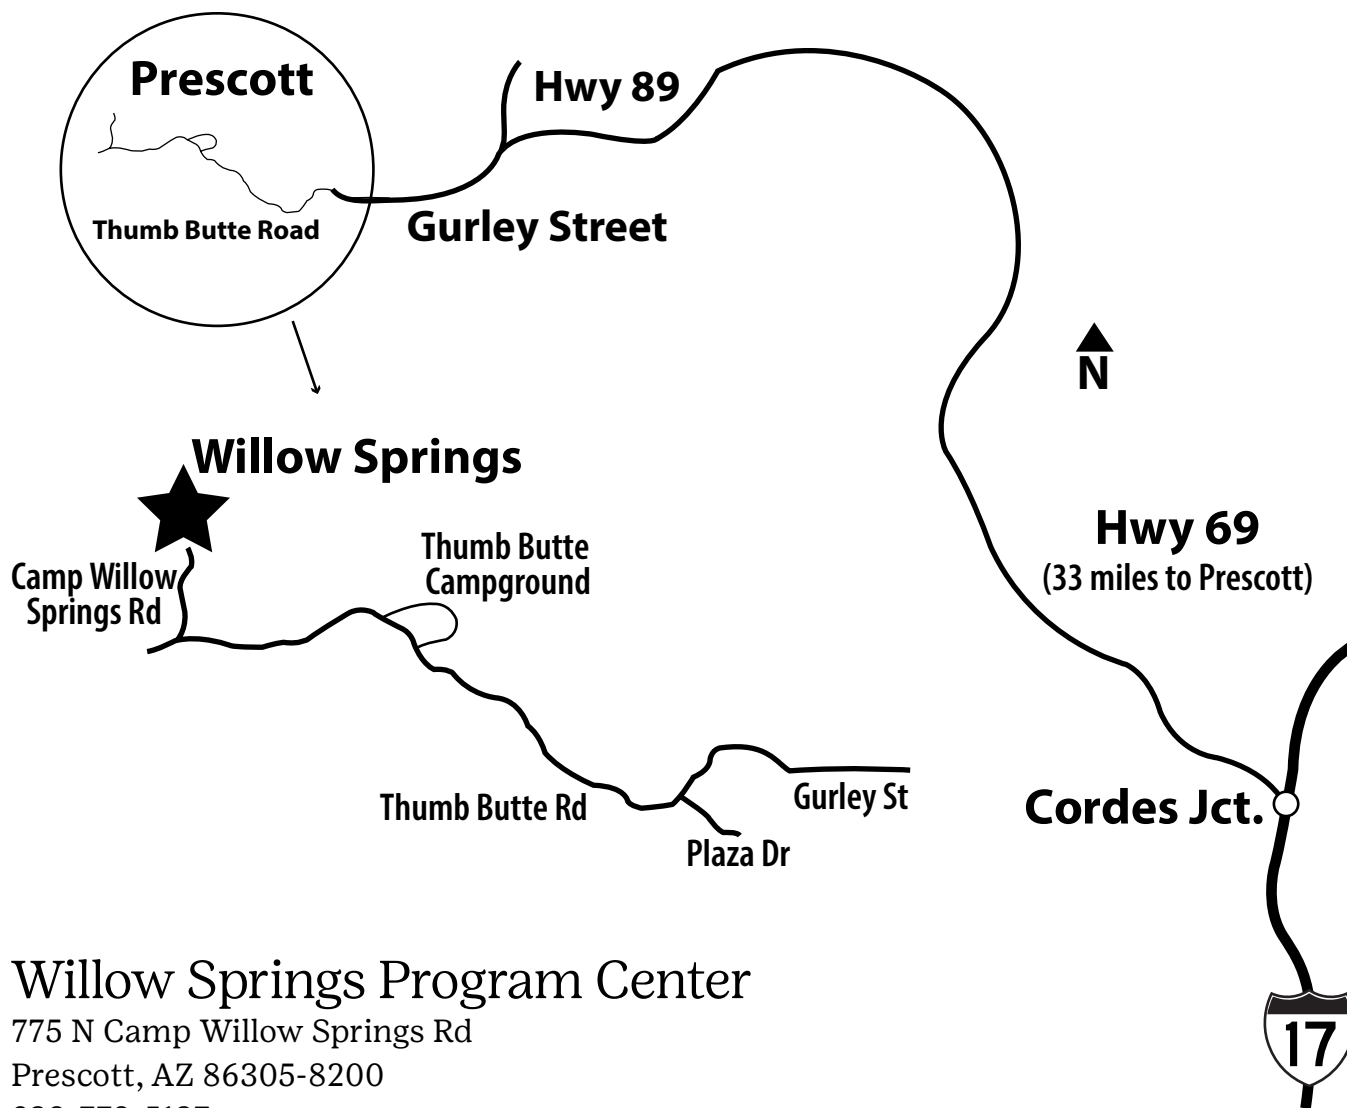 Prescott
Hwy 89
Thumb Butte Road
Gurley Street
N
Willow Springs
Hwy 69
(33 miles to Prescott)
Thumb Butte
Campground
Camp Willow
Springs Rd
Thumb Butte Rd
Gurley St
Plaza Dr
Cordes Jct.
17
Willow Springs Program Center
775 N Camp Willow Springs Rd
Prescott, AZ 86305-8200